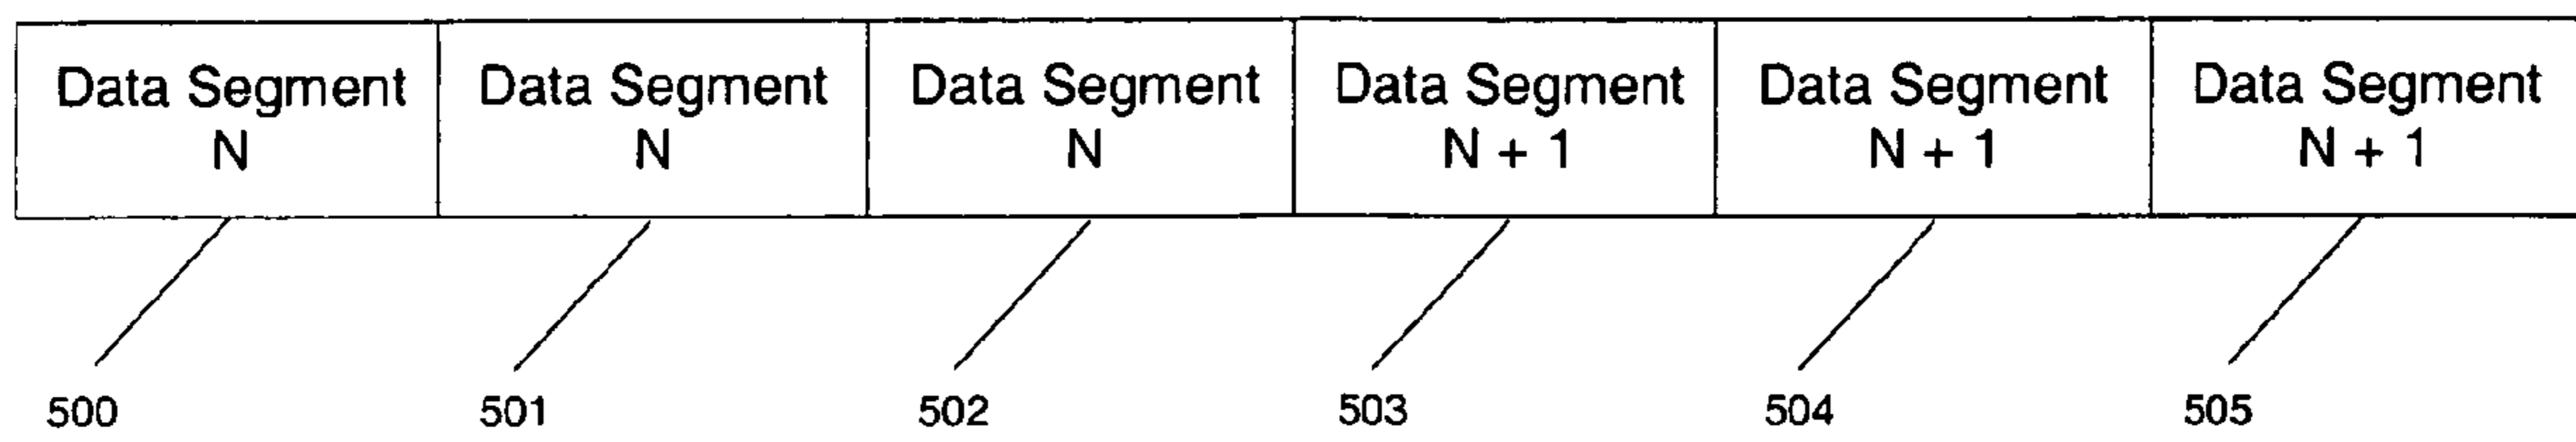 Data Segment
N
Data Segment
N
Data Segment
N
Data Segment
N + 1
Data Segment
N + 1
Data Segment
N + 1
500
501
502
503
504
505